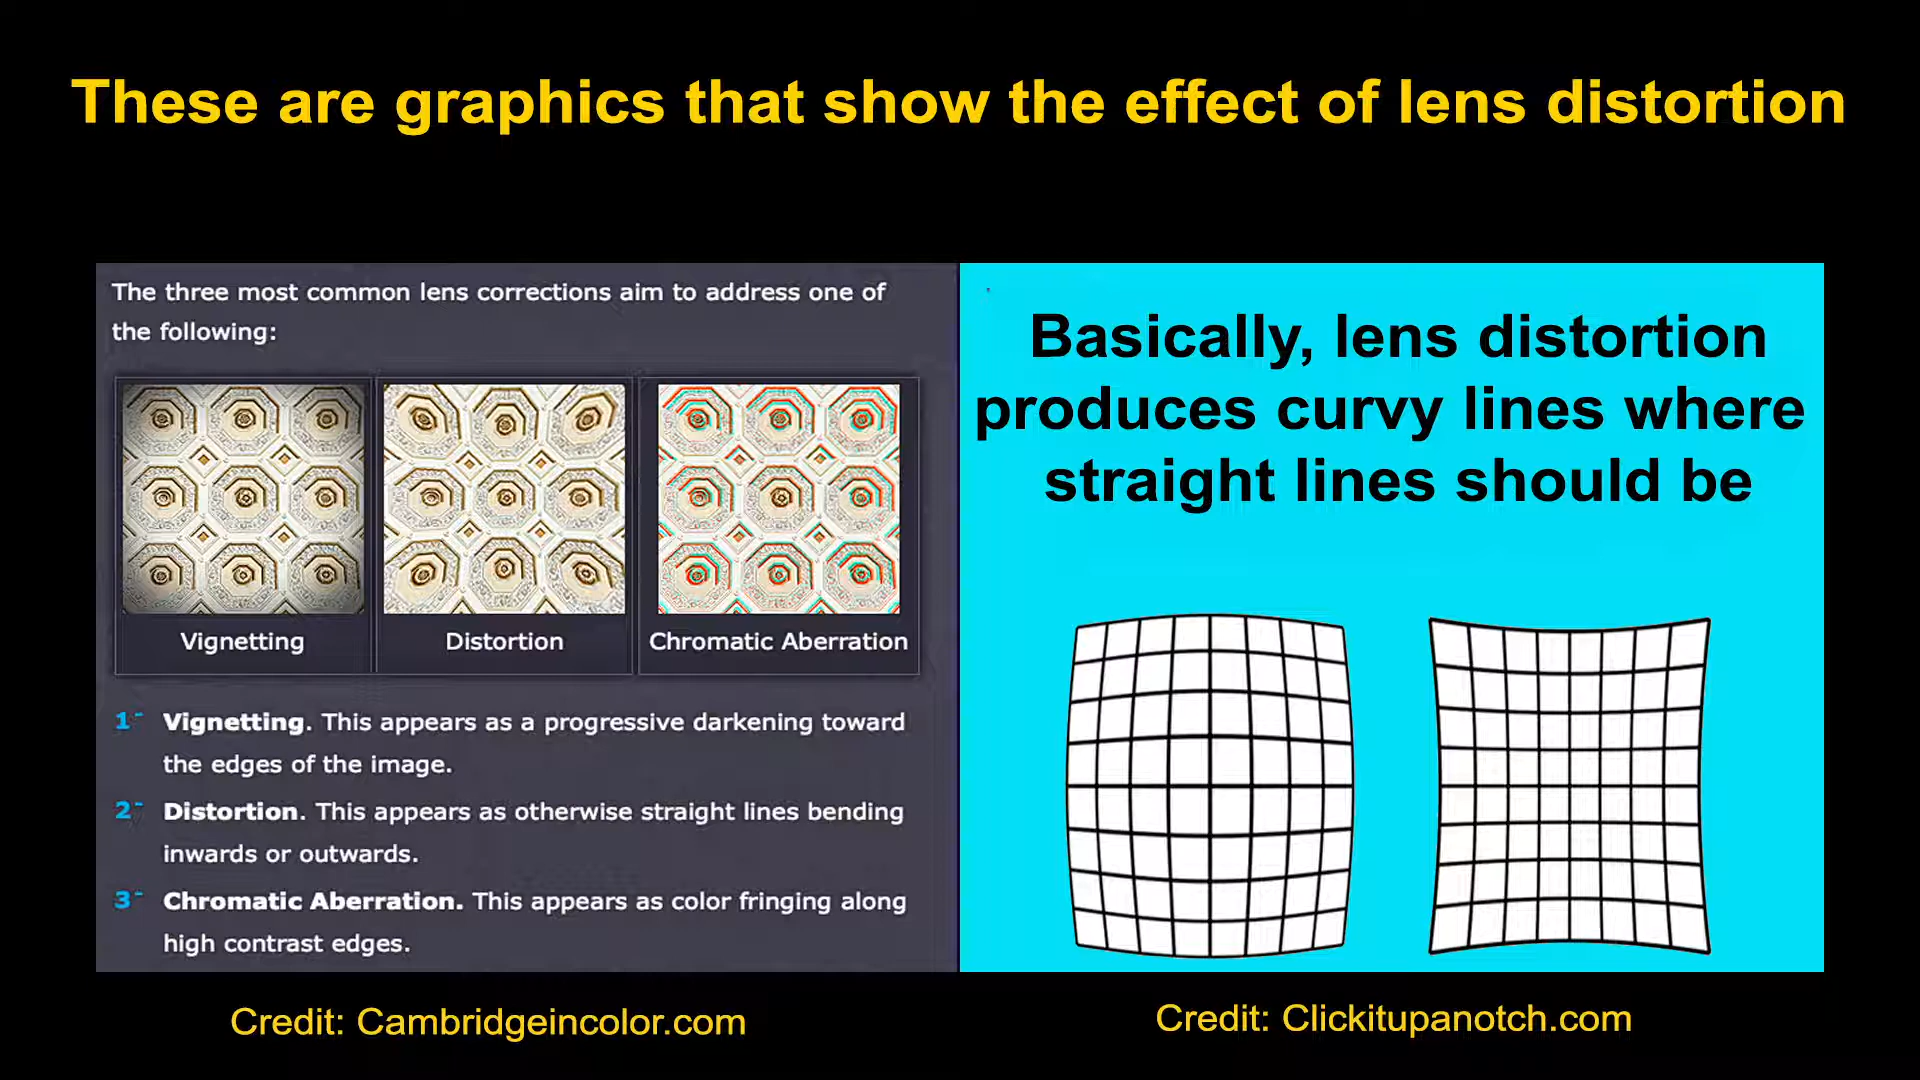 These are graphics that show the effect of lens distortion
The three most common lens corrections aim to address one of
the following:
Vignetting
Distortion
Chromatic Aberration
1- Vignetting. This appears as a progressive darkening toward
the edges of the image.
2- Distortion. This appears as otherwise straight lines bending
inwards or outwards.
3- Chromatic Aberration. This appears as color fringing along
high contrast edges.
Credit: Cambridgeincolor.com
Basically, lens distortion
produces curvy lines where
straight lines should be
Credit: Clickitupanotch.com